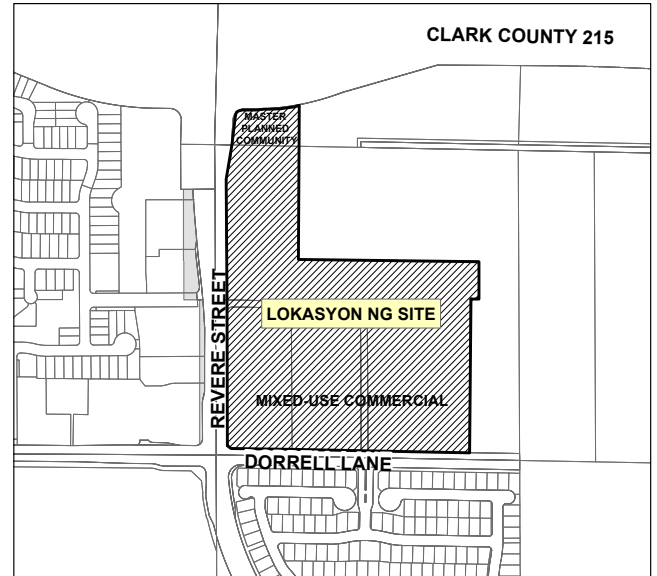 CLARK COUNTY 215
MASTER
PLANNED
COMMUNITY
REVERE STREET
LOKASYON NG SITE
MIXED-USE COMMERCIAL
DORRELL LANE